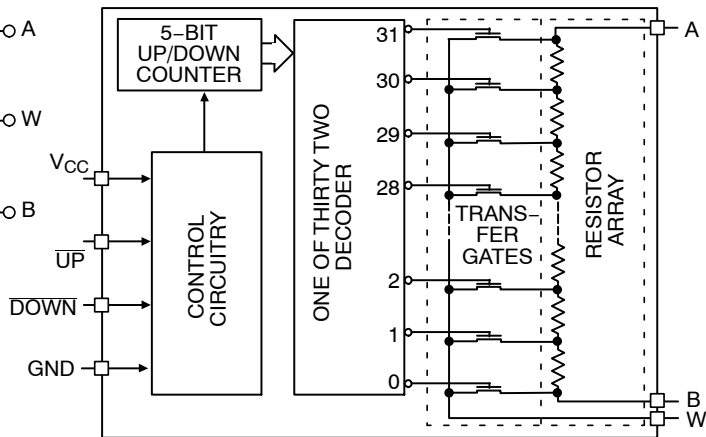 A
W
B
5–BIT
UP/DOWN
COUNTER
VCC
UP
DOWN
GND
CONTROL
CIRCUITRY
ONE OF THIRTY TWO
DECODER
31
30
29
28
2
1
0
TRANS–
FER
GATES
RESISTOR
ARRAY
A
B
W